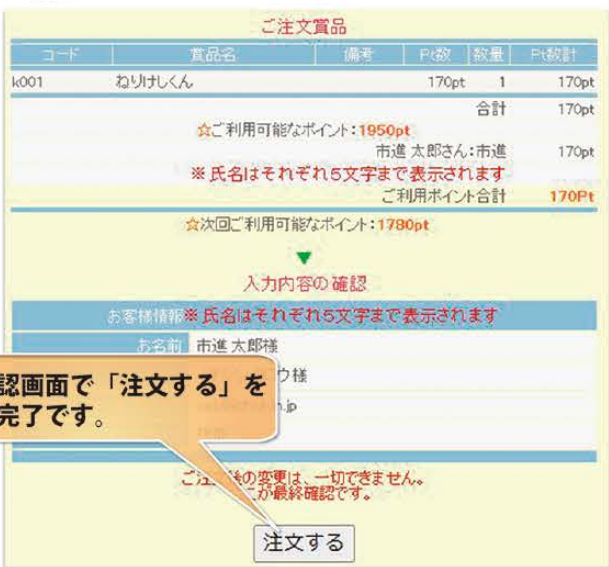 ご注文賞品
コード 賞品名 備考 Pt数 数量 Pt数計
k001 ねりけしくん 170pt 1 170pt
合計 170pt
☆ご利用可能なポイント:1950pt
市進 太郎さん:市進 170pt
※氏名はそれぞれ5文字まで表示されます
ご利用ポイント合計 170Pt
☆次回ご利用可能なポイント:1780pt
▼
入力内容の確認
お客様情報※氏名はそれぞれ5文字まで表示されます
お名前 市進 太郎様
ウ様
.jp
認画面で「注文する」を
完了です。
ご注 後の変更は、一切できません。
が最終確認です。
注文する